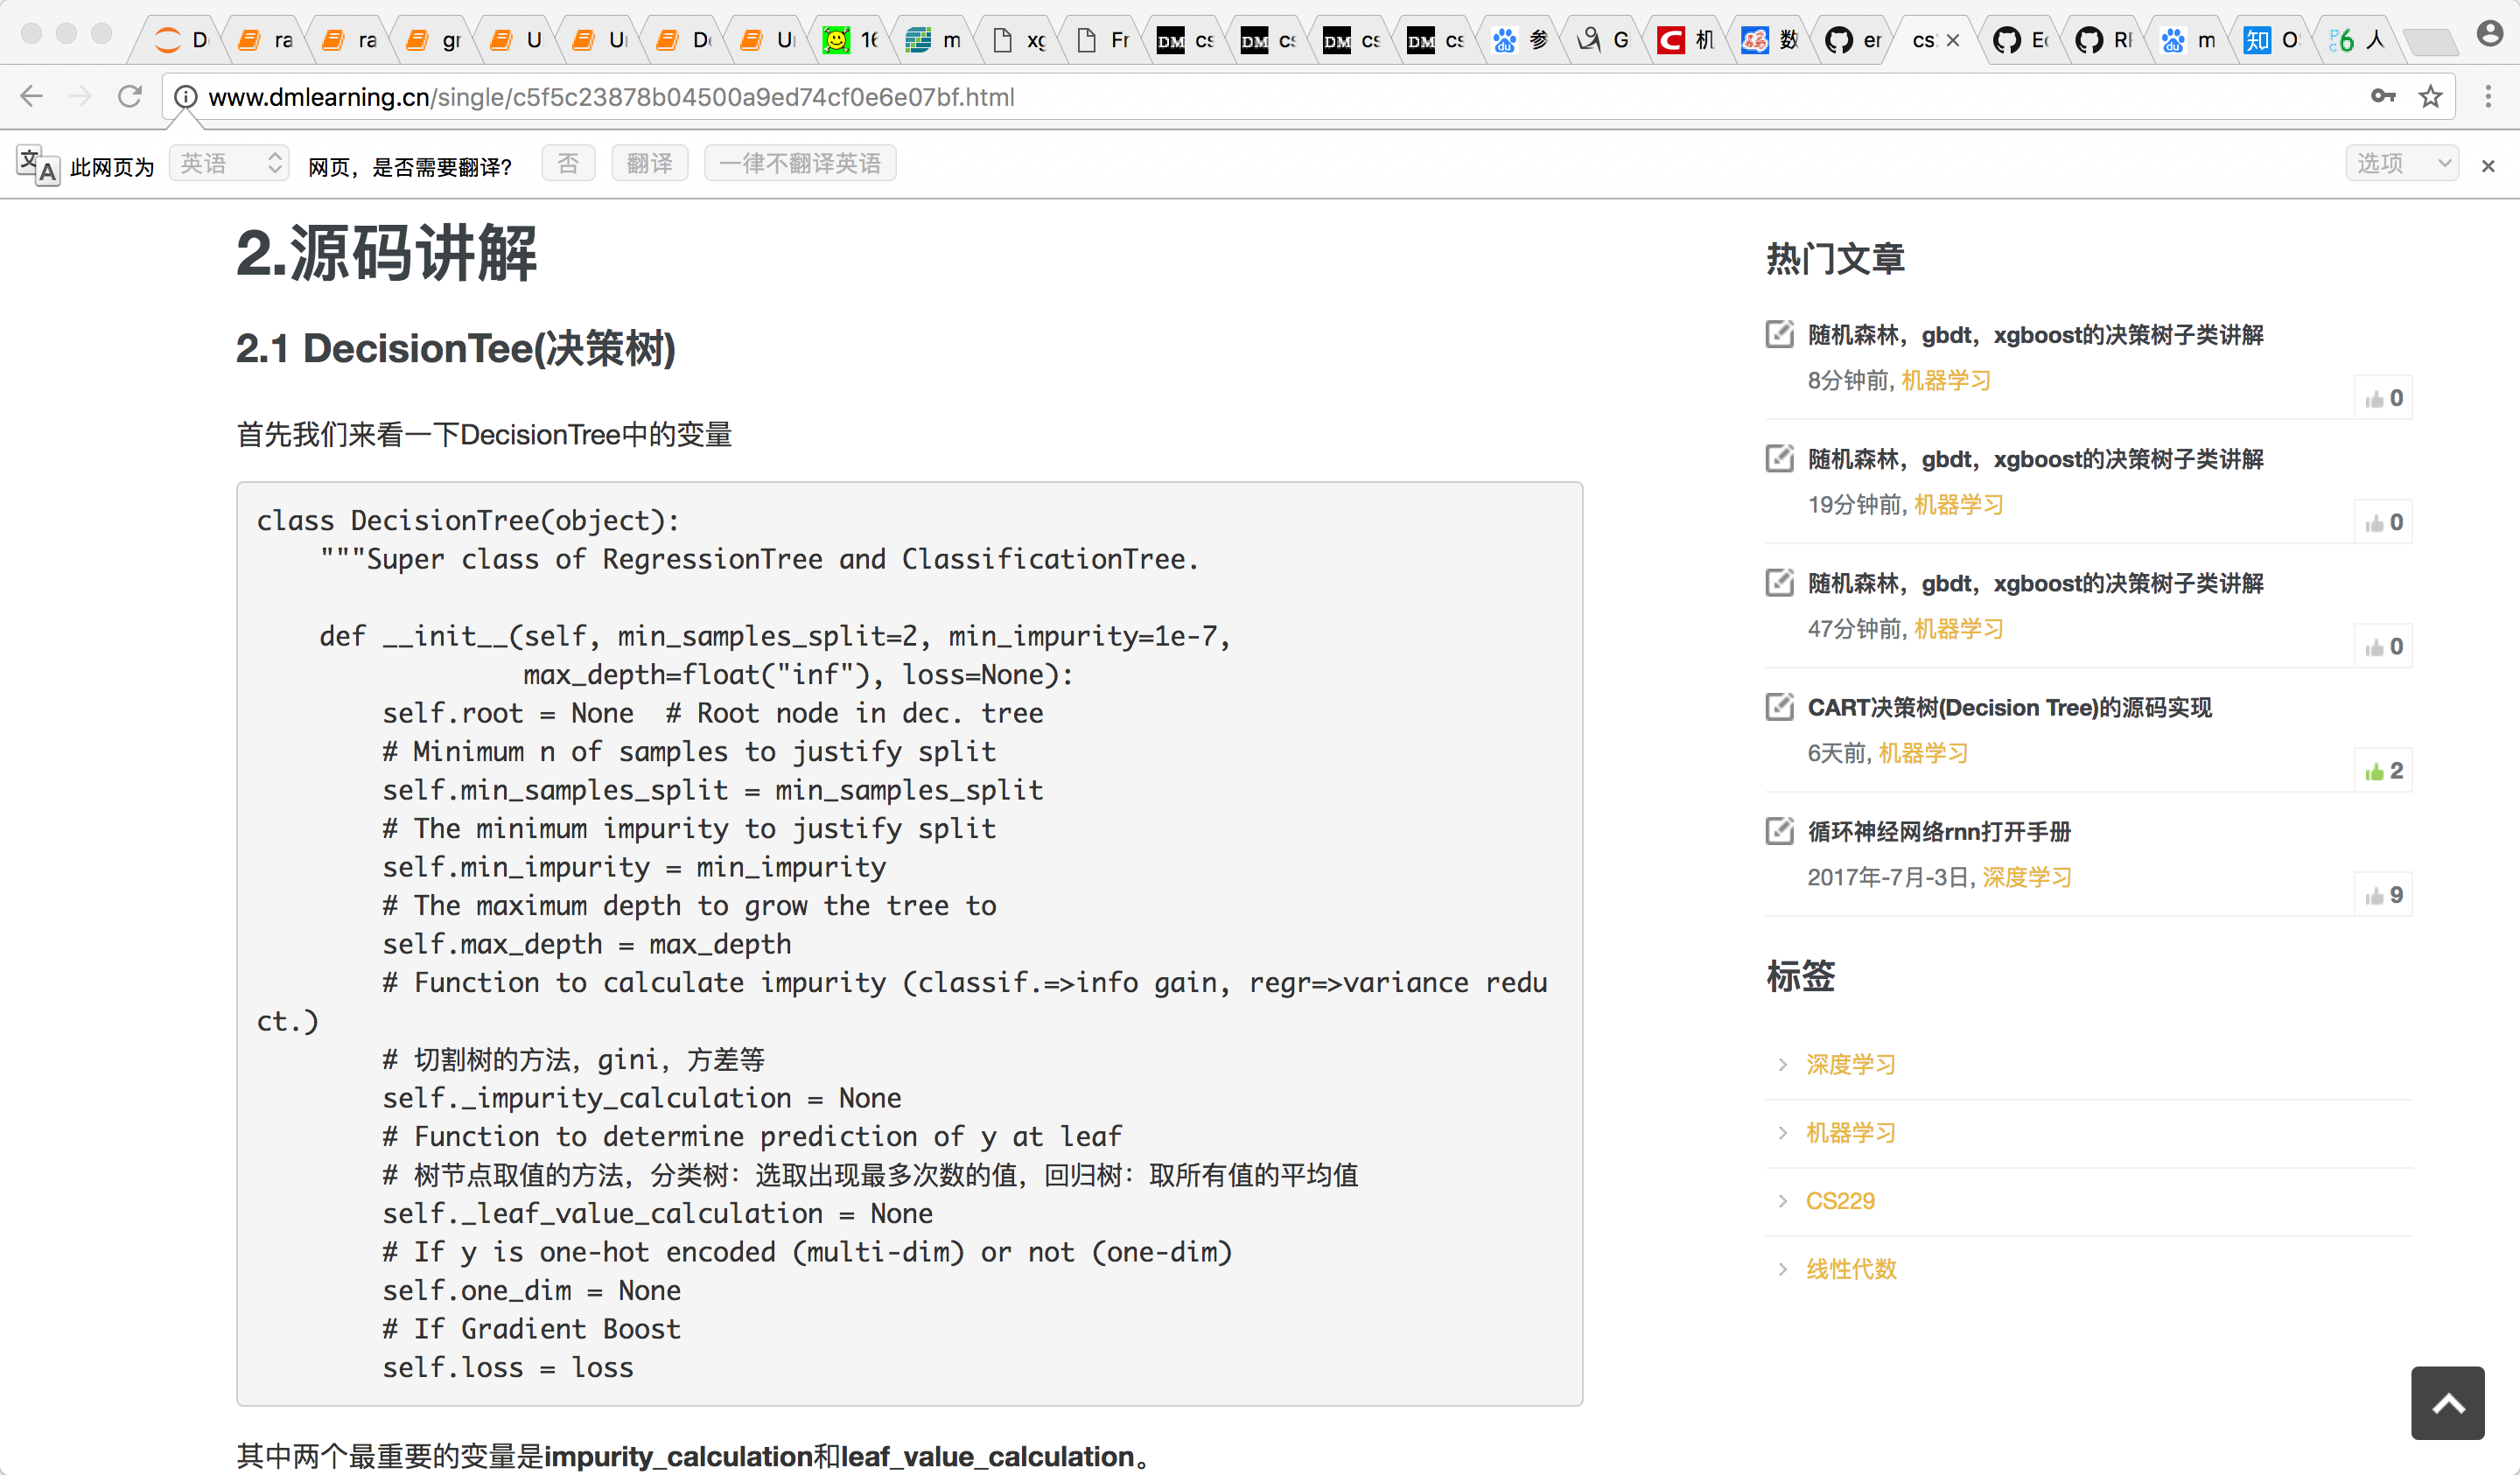 D
ra
ra
gr
U
U
D
U
16
m
xg
Fr
DM cs
DM cs
DM cs
DM cs
du 参
G
C 机
数
er
cs
Ec
RI
du m
知 O
人
www.dmlearning.cn/single/c5f5c23878b04500a9ed74cf0e6e07bf.html
文A 此网页为 英语 网页，是否需要翻译? 否 翻译 一律不翻译英语 选项
2.源码讲解
2.1 DecisionTee(决策树)
首先我们来看一下DecisionTree中的变量
class DecisionTree(object):
    """Super class of RegressionTree and ClassificationTree.
    def __init__(self, min_samples_split=2, min_impurity=1e-7,
                 max_depth=float("inf"), loss=None):
        self.root = None  # Root node in dec. tree
        # Minimum n of samples to justify split
        self.min_samples_split = min_samples_split
        # The minimum impurity to justify split
        self.min_impurity = min_impurity
        # The maximum depth to grow the tree to
        self.max_depth = max_depth
        # Function to calculate impurity (classif.=>info gain, regr=>variance redu
ct.)
        # 切割树的方法，gini，方差等
        self._impurity_calculation = None
        # Function to determine prediction of y at leaf
        # 树节点取值的方法，分类树：选取出现最多次数的值，回归树：取所有值的平均值
        self._leaf_value_calculation = None
        # If y is one-hot encoded (multi-dim) or not (one-dim)
        self.one_dim = None
        # If Gradient Boost
        self.loss = loss
其中两个最重要的变量是impurity_calculation和leaf_value_calculation。
热门文章
随机森林，gbdt，xgboost的决策树子类讲解
8分钟前, 机器学习
0
随机森林，gbdt，xgboost的决策树子类讲解
19分钟前, 机器学习
0
随机森林，gbdt，xgboost的决策树子类讲解
47分钟前, 机器学习
0
CART决策树(Decision Tree)的源码实现
6天前, 机器学习
2
循环神经网络rnn打开手册
2017年-7月-3日, 深度学习
9
标签
深度学习
机器学习
CS229
线性代数